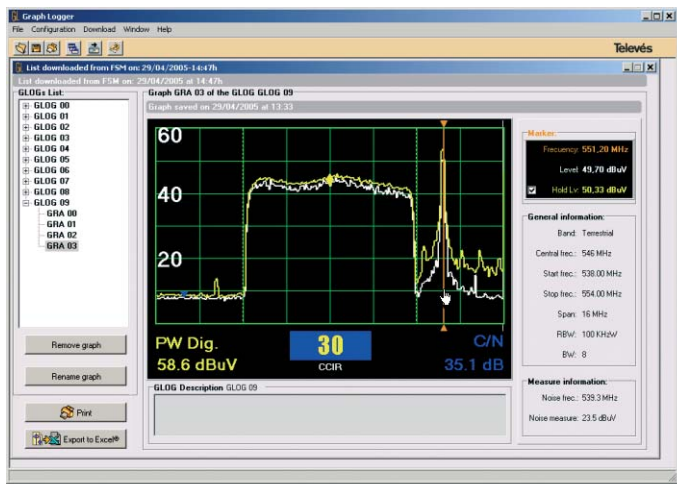 Graph Logger
File Configuration Download Window Help
Televés
List downloaded from FSM on: 29/04/2005-14:47h
List downloaded from FSM on: 29/04/2005 at 14:47h
GLOGs List:
GLOG 00
GLOG 01
GLOG 02
GLOG 03
GLOG 04
GLOG 05
GLOG 06
GLOG 07
GLOG 08
GLOG 09
GRA 00
GRA 01
GRA 02
GRA 03
Remove graph
Rename graph
Print
Export to Excel®
Graph GRA 03 of the GLOG GLOG 09
Graph saved on 29/04/2005 at 13:33
60
40
20
PW Dig.
58.6 dBuV
30
CCIR
C/N
35.1 dB
GLOG Description GLOG 09
Marker:
Frecuency: 551,20 MHz
Level: 49,70 dBuV
Hold Lv: 50,33 dBuV
General information:
Band: Terrestrial
Central frec.: 546 MHz
Start frec.: 538.00 MHz
Stop frec.: 554.00 MHz
Span: 16 MHz
RBW: 100 KHzW
BW: 8
Measure information:
Noise frec.: 539.3 MHz
Noise measure: 23.5 dBuV